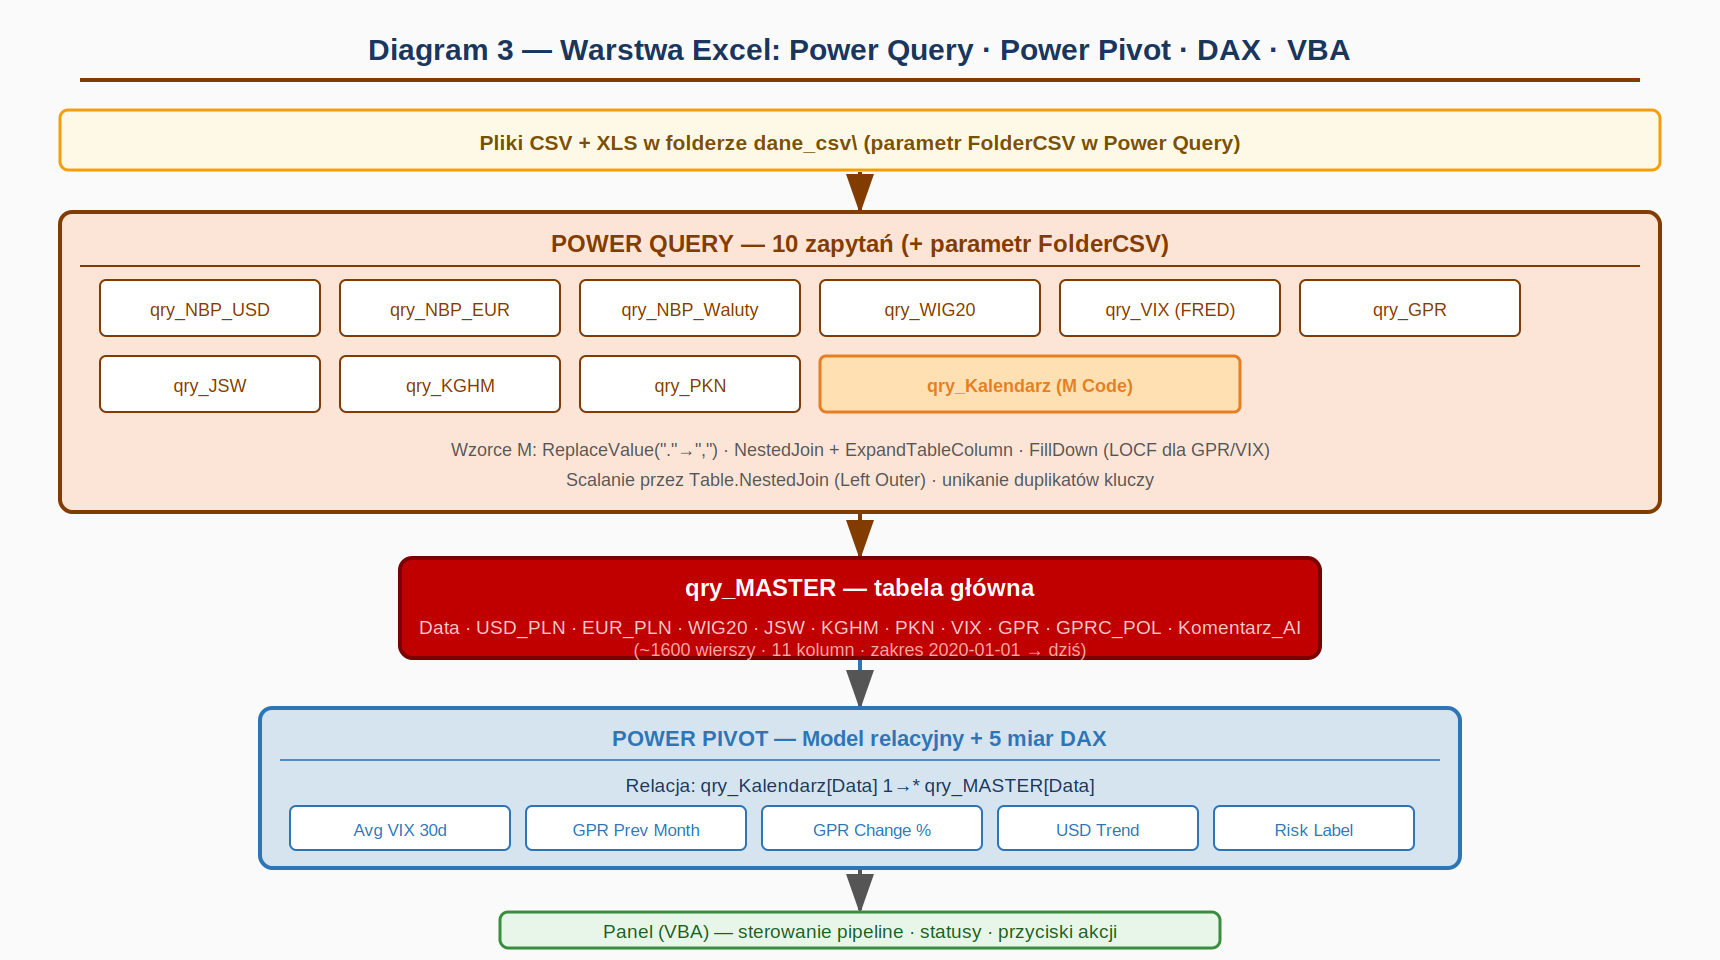 Diagram 3 — Warstwa Excel: Power Query · Power Pivot · DAX · VBA
Pliki CSV + XLS w folderze dane_csv\ (parametr FolderCSV w Power Query)
POWER QUERY — 10 zapytań (+ parametr FolderCSV)
qry_NBP_USD
qry_NBP_EUR
qry_NBP_Waluty
qry_WIG20
qry_VIX (FRED)
qry_GPR
qry_JSW
qry_KGHM
qry_PKN
qry_Kalendarz (M Code)
Wzorce M: ReplaceValue("."→",") · NestedJoin + ExpandTableColumn · FillDown (LOCF dla GPR/VIX)
Scalanie przez Table.NestedJoin (Left Outer) · unikanie duplikatów kluczy
qry_MASTER — tabela główna
Data · USD_PLN · EUR_PLN · WIG20 · JSW · KGHM · PKN · VIX · GPR · GPRC_POL · Komentarz_AI
(~1600 wierszy · 11 kolumn · zakres 2020-01-01 → dziś)
POWER PIVOT — Model relacyjny + 5 miar DAX
Relacja: qry_Kalendarz[Data] 1→* qry_MASTER[Data]
Avg VIX 30d
GPR Prev Month
GPR Change %
USD Trend
Risk Label
Panel (VBA) — sterowanie pipeline · statusy · przyciski akcji